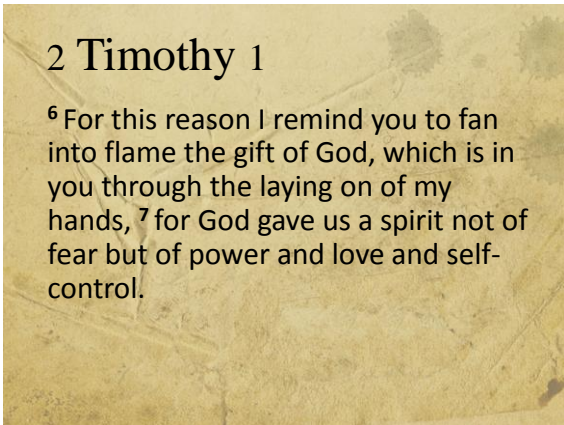 2 Timothy 1
6 For this reason I remind you to fan
into flame the gift of God, which is in
you through the laying on of my
hands, 7 for God gave us a spirit not of
fear but of power and love and self-
control.